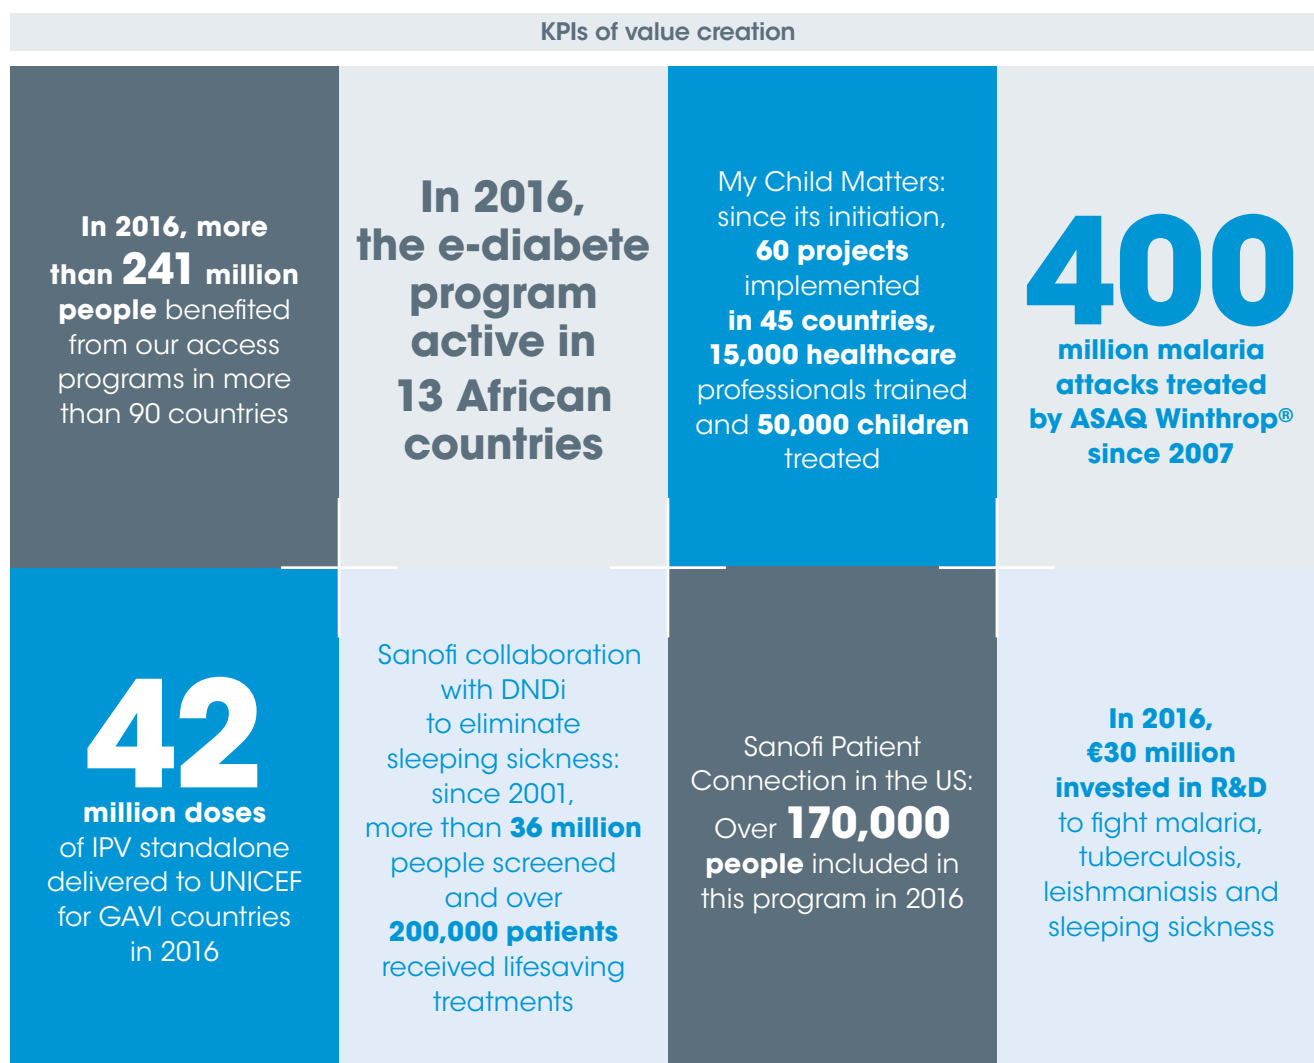 KPIs of value creation
In 2016, more
than 241 million
people benefited
from our access
programs in more
than 90 countries
In 2016,
the e-diabete
program
active in
13 African
countries
My Child Matters:
since its initiation,
60 projects
implemented
in 45 countries,
15,000 healthcare
professionals trained
and 50,000 children
treated
400
million malaria
attacks treated
by ASAQ Winthrop®
since 2007
42
million doses
of IPV standalone
delivered to UNICEF
for GAVI countries
in 2016
Sanofi collaboration
with DNDi
to eliminate
sleeping sickness:
since 2001,
more than 36 million
people screened
and over
200,000 patients
received lifesaving
treatments
Sanofi Patient
Connection in the US:
Over 170,000
people included in
this program in 2016
In 2016,
€30 million
invested in R&D
to fight malaria,
tuberculosis,
leishmaniasis and
sleeping sickness